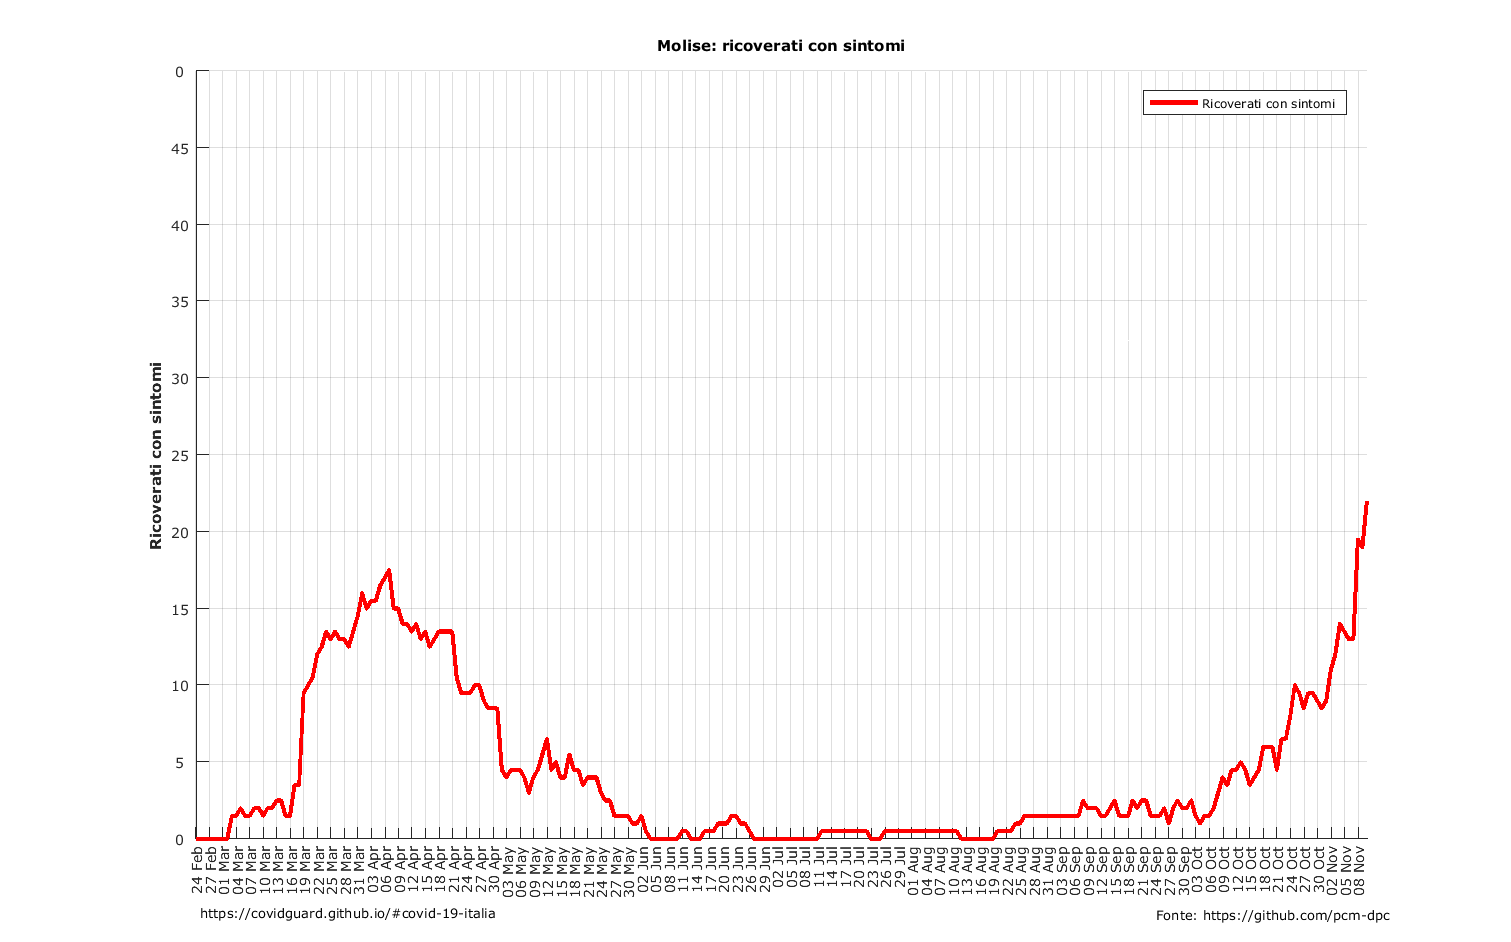 Molise: ricoverati con sintomi
Ricoverati con sintomi
Ricoverati con sintomi
0
45
40
35
30
25
20
15
10
5
0
24 Feb
27 Feb
01 Mar
04 Mar
07 Mar
10 Mar
13 Mar
16 Mar
19 Mar
22 Mar
25 Mar
28 Mar
31 Mar
03 Apr
06 Apr
09 Apr
12 Apr
15 Apr
18 Apr
21 Apr
24 Apr
27 Apr
30 Apr
03 May
06 May
09 May
12 May
15 May
18 May
21 May
24 May
27 May
30 May
02 Jun
05 Jun
08 Jun
11 Jun
14 Jun
17 Jun
20 Jun
23 Jun
26 Jun
29 Jun
02 Jul
05 Jul
08 Jul
11 Jul
14 Jul
17 Jul
20 Jul
23 Jul
26 Jul
29 Jul
01 Aug
04 Aug
07 Aug
10 Aug
13 Aug
16 Aug
19 Aug
22 Aug
25 Aug
28 Aug
31 Aug
03 Sep
06 Sep
09 Sep
12 Sep
15 Sep
18 Sep
21 Sep
24 Sep
27 Sep
30 Sep
03 Oct
06 Oct
09 Oct
12 Oct
15 Oct
18 Oct
21 Oct
24 Oct
27 Oct
30 Oct
02 Nov
05 Nov
08 Nov
https://covidguard.github.io/#covid-19-italia
Fonte: https://github.com/pcm-dpc